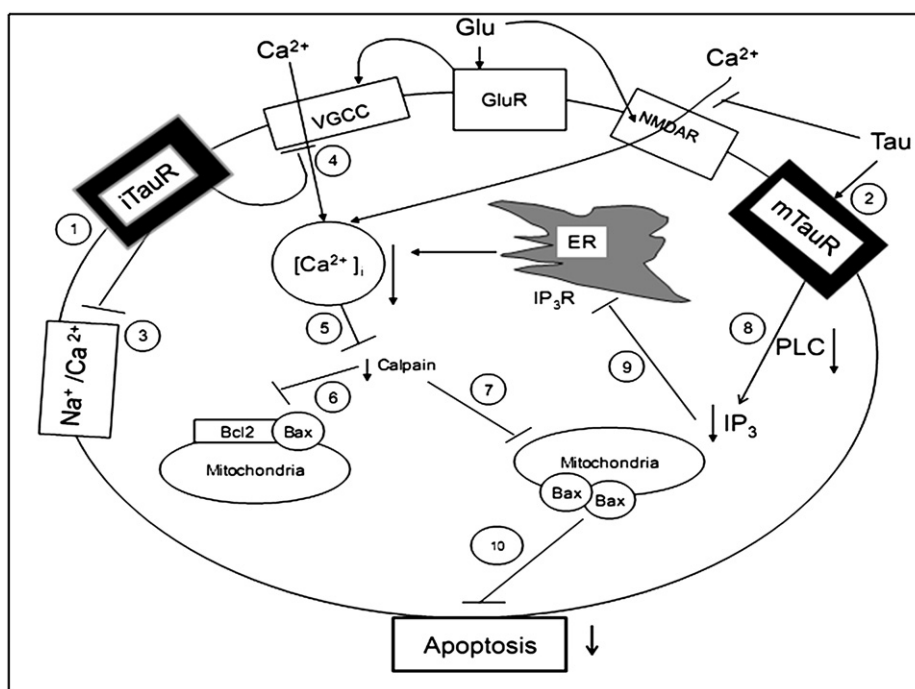 Glu
Ca²⁺
Ca²⁺
VGCC
GluR
NMDAR
Tau
iTauR
4
1
2
mTauR
[Ca²⁺]i
ER
IP₃R
3
5
8
PLC
Na⁺/Ca²⁺
Calpain
9
6
7
IP₃
Bcl2
Bax
Mitochondria
Mitochondria
Bax
Bax
10
Apoptosis